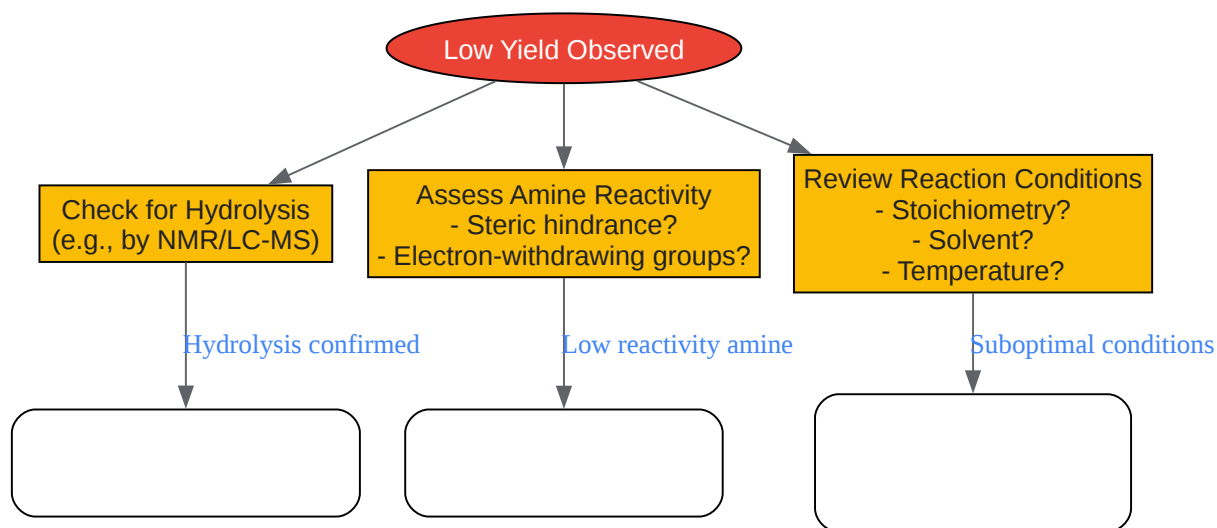 Low Yield Observed
Check for Hydrolysis
(e.g., by NMR/LC-MS)
Assess Amine Reactivity
- Steric hindrance?
- Electron-withdrawing groups?
Review Reaction Conditions
- Stoichiometry?
- Solvent?
- Temperature?
Hydrolysis confirmed
Low reactivity amine
Suboptimal conditions